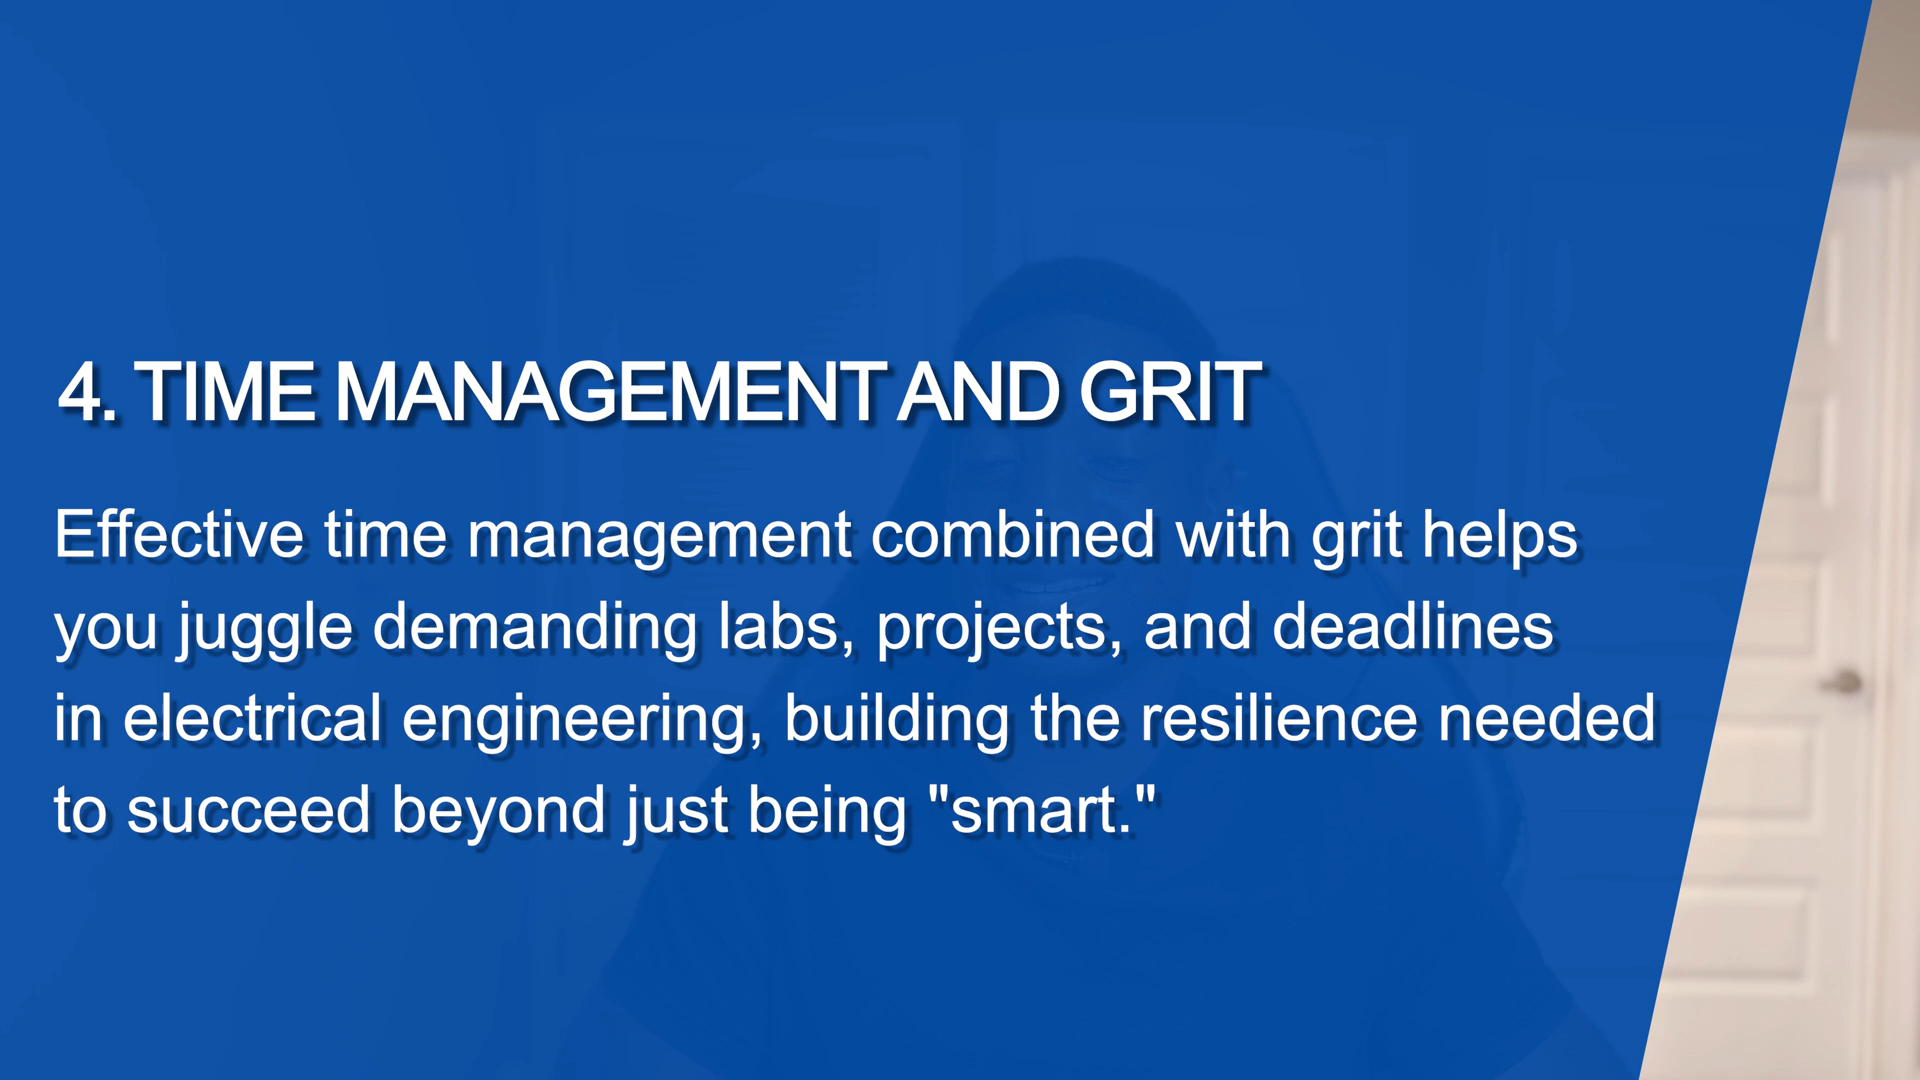 4. TIME MANAGEMENT AND GRIT
Effective time management combined with grit helps
you juggle demanding labs, projects, and deadlines
in electrical engineering, building the resilience needed
to succeed beyond just being "smart."